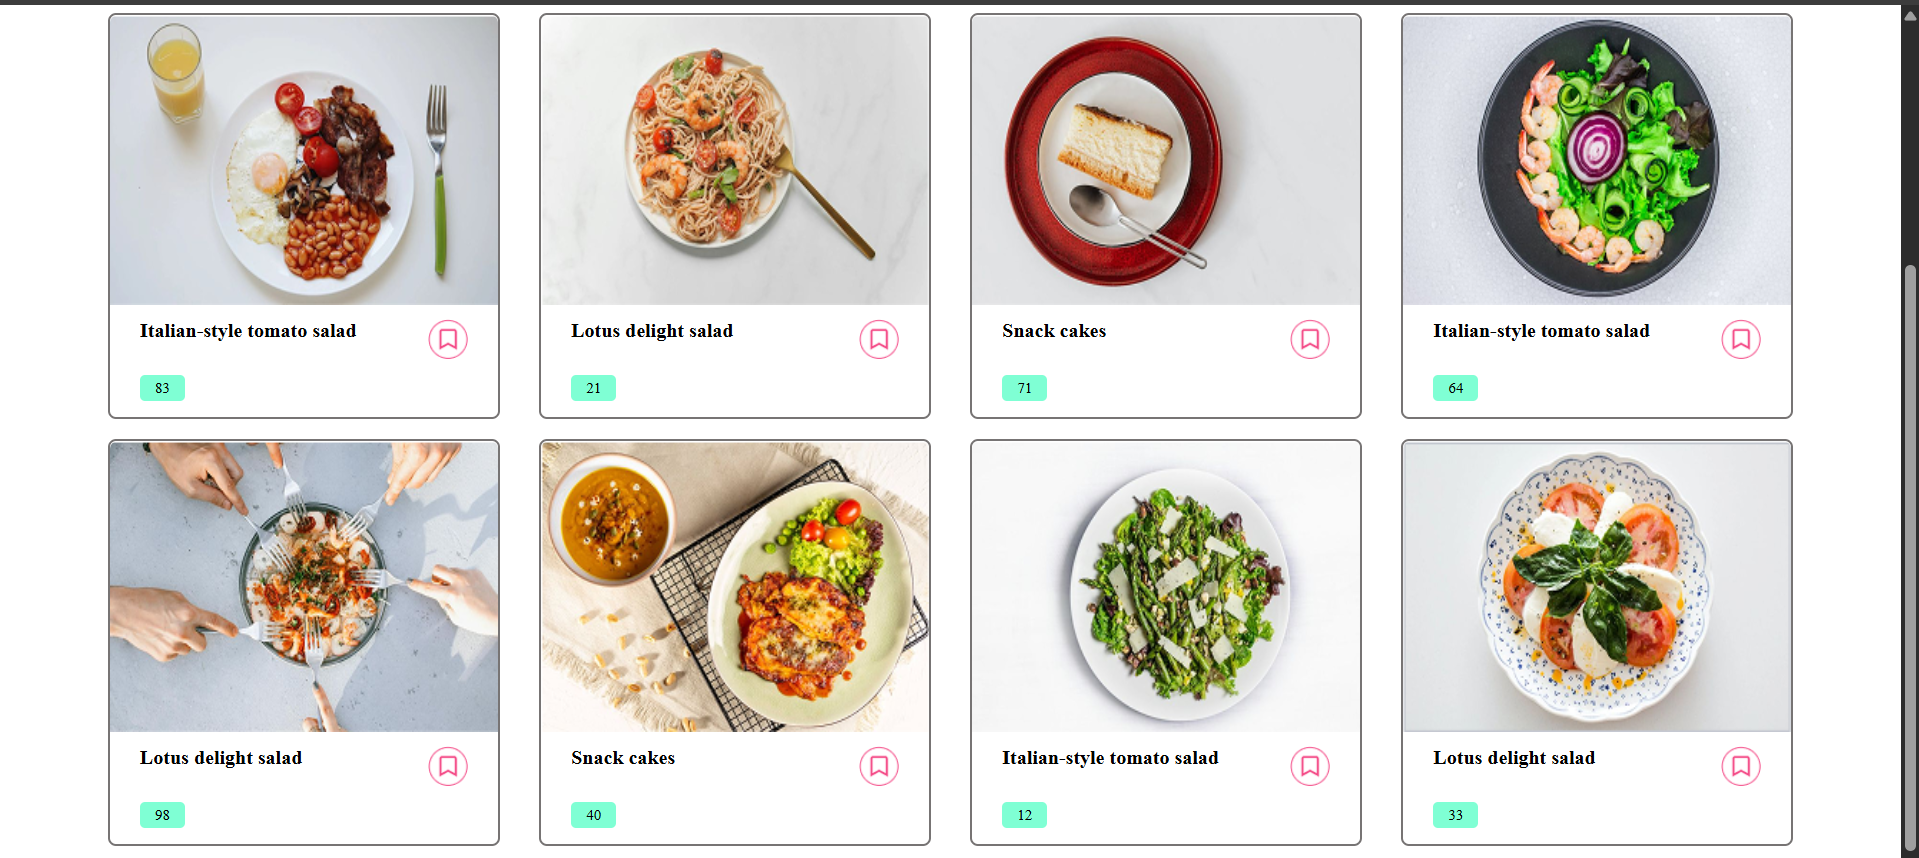 Italian-style tomato salad
83
Lotus delight salad
21
Snack cakes
71
Italian-style tomato salad
64
Lotus delight salad
98
Snack cakes
40
Italian-style tomato salad
12
Lotus delight salad
33